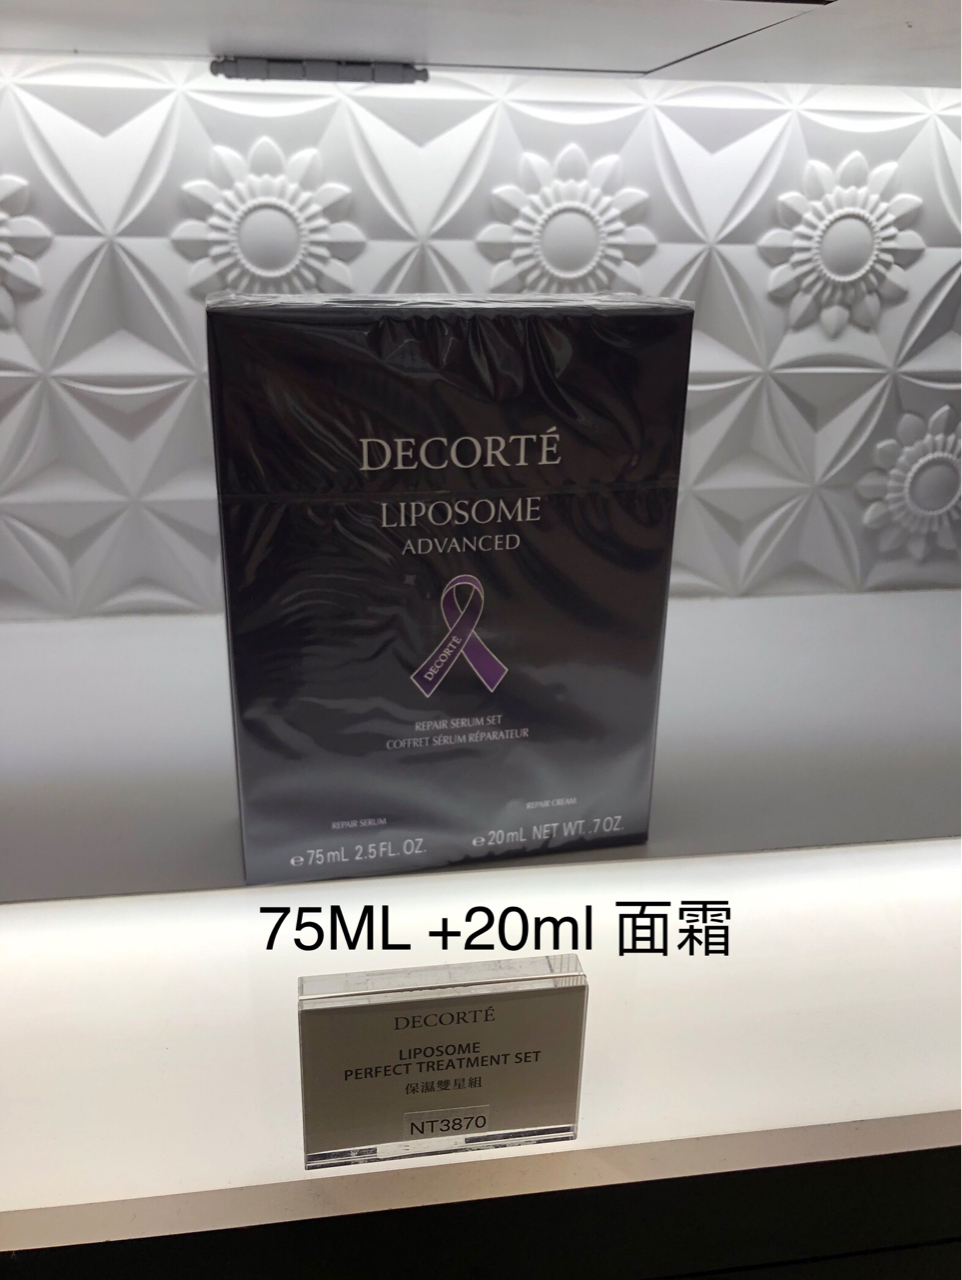 DECORTÉ
LIPOSOME
ADVANCED
DECORTÉ
REPAIR SERUM SET
COFFRET SÉRUM RÉPARATEUR
REPAIR SERUM
℮75mL 2.5FL. OZ.
REPAIR CREAM
℮20mL NET WT. .7 OZ.
75ML +20ml 面霜
DECORTÉ
LIPOSOME
PERFECT TREATMENT SET
保濕雙星組
NT3870